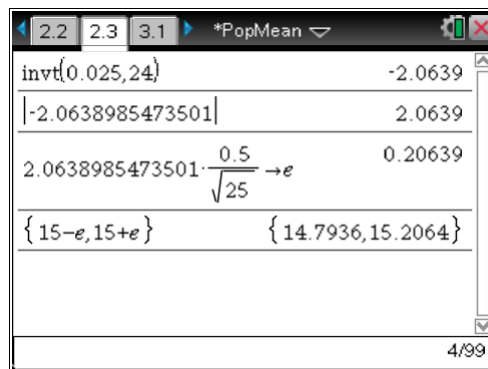 2.2 2.3 3.1 *PopMean
invt(0.025,24) -2.0639
|-2.0638985473501| 2.0639
2.0638985473501·0.5/√25→e 0.20639
{15-e,15+e} {14.7936,15.2064}
4/99